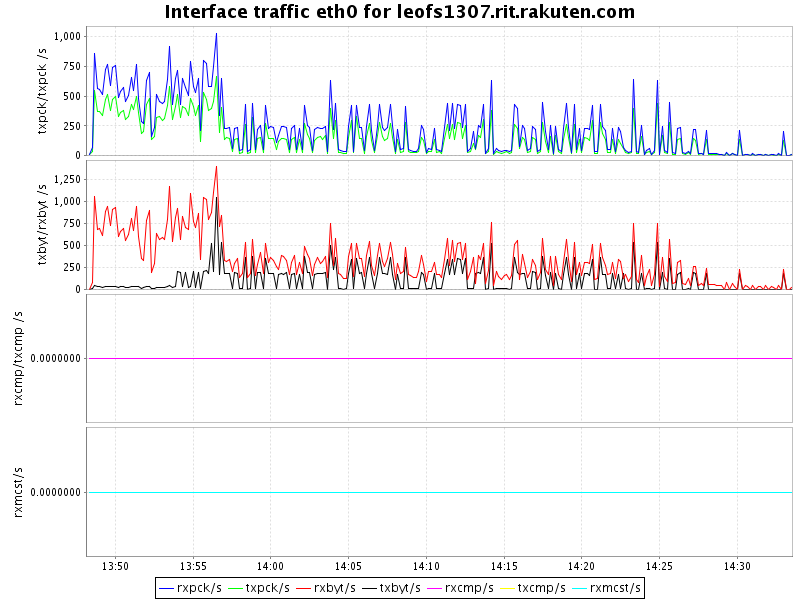 Interface traffic eth0 for leofs1307.rit.rakuten.com
txpck/txpck /s
1,000
750
500
250
0
txbyt/rxbyt /s
1,250
1,000
750
500
250
0
rxcmp/txcmp /s
0.0000000
rxmcst/s
0.0000000
13:50 13:55 14:00 14:05 14:10 14:15 14:20 14:25 14:30
rxpck/s txpck/s rxbyt/s txbyt/s rxcmp/s txcmp/s rxmcst/s